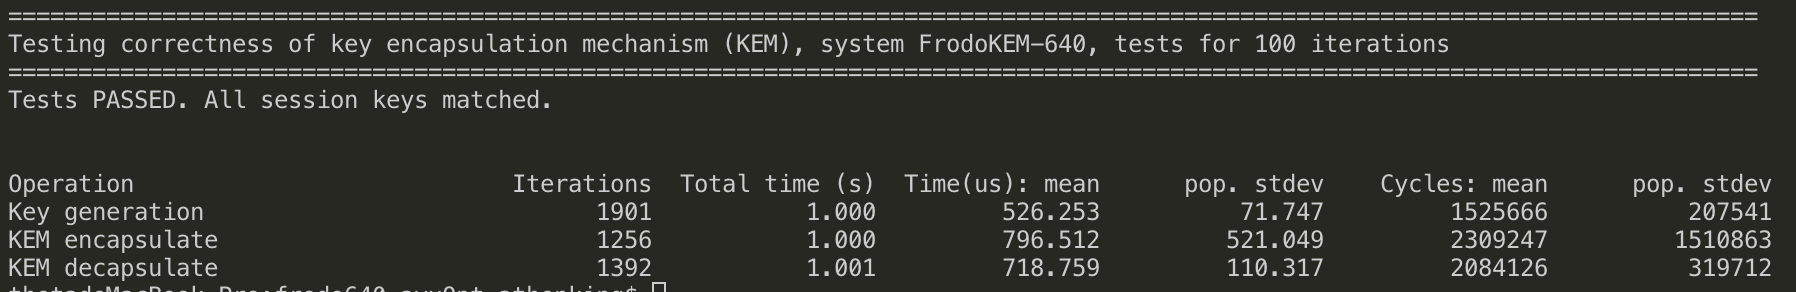 =============================================================================================================================
Testing correctness of key encapsulation mechanism (KEM), system FrodoKEM-640, tests for 100 iterations
=============================================================================================================================
Tests PASSED. All session keys matched.
Operation Iterations Total time (s) Time(us): mean pop. stdev Cycles: mean pop. stdev
Key generation 1901 1.000 526.253 71.747 1525666 207541
KEM encapsulate 1256 1.000 796.512 521.049 2309247 1510863
KEM decapsulate 1392 1.001 718.759 110.317 2084126 319712